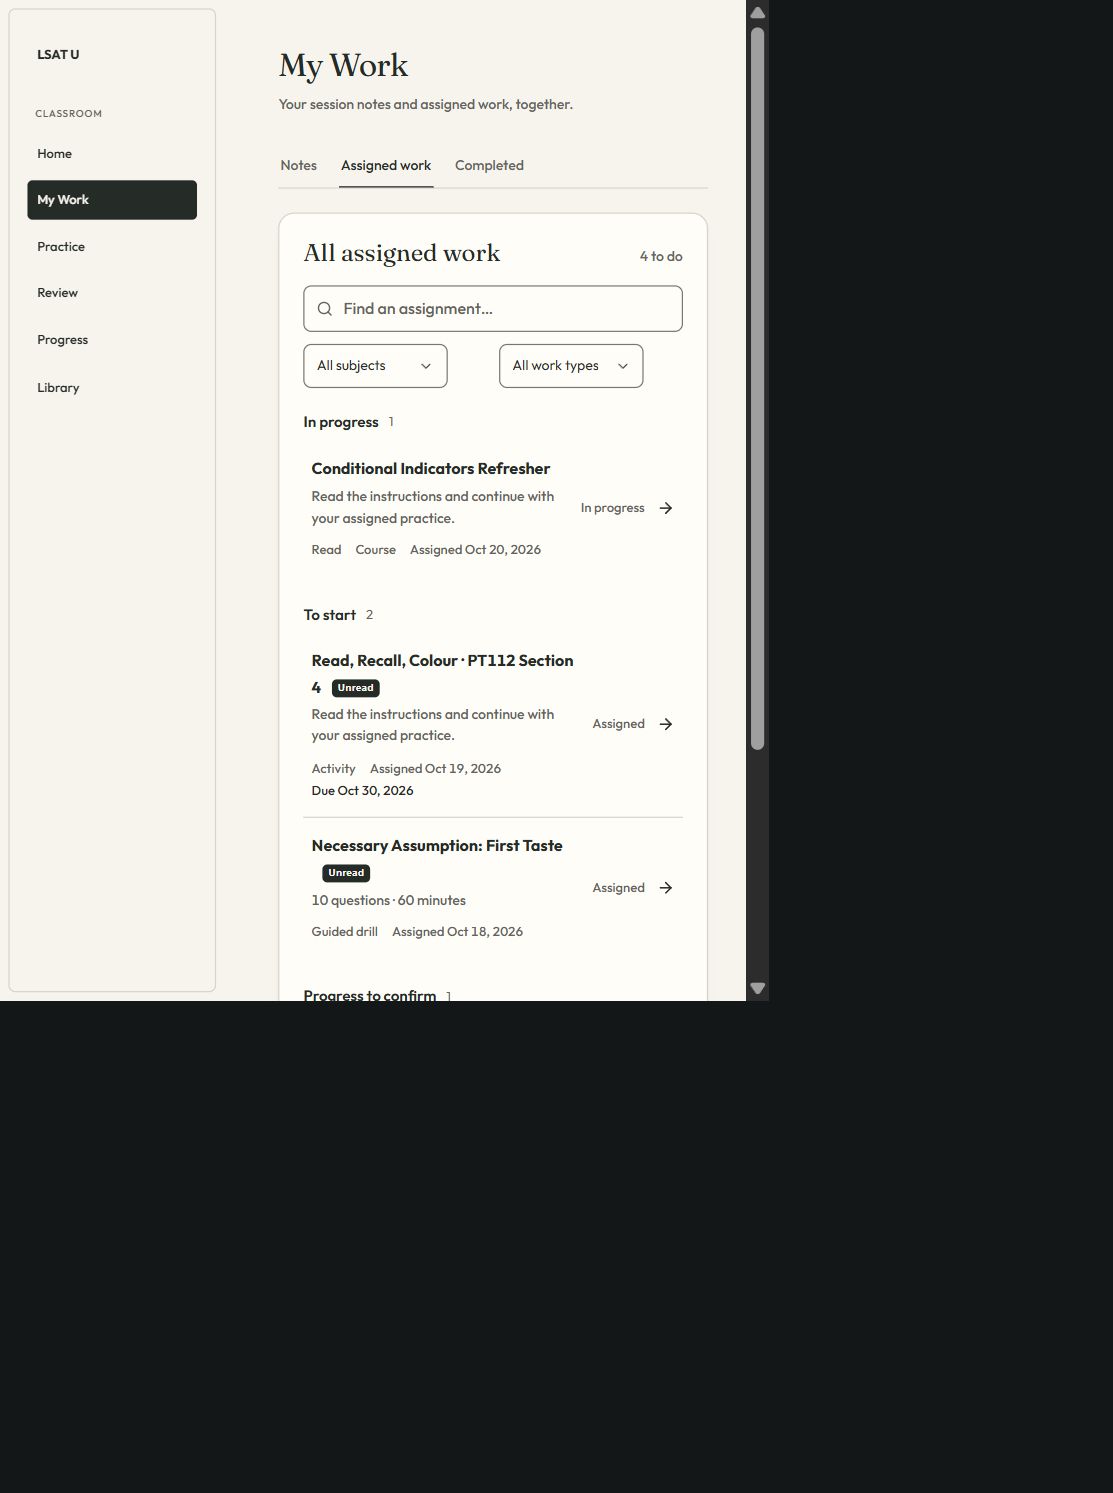 LSAT U
CLASSROOM
Home
My Work
Practice
Review
Progress
Library
My Work
Your session notes and assigned work, together.
Notes
Assigned work
Completed
All assigned work
4 to do
Find an assignment...
All subjects
All work types
In progress 1
Conditional Indicators Refresher
Read the instructions and continue with
your assigned practice.
In progress
Read Course Assigned Oct 20, 2026
To start 2
Read, Recall, Colour · PT112 Section
4 Unread
Read the instructions and continue with
your assigned practice.
Assigned
Activity Assigned Oct 19, 2026
Due Oct 30, 2026
Necessary Assumption: First Taste
Unread
10 questions · 60 minutes
Assigned
Guided drill Assigned Oct 18, 2026
Progress to confirm 1